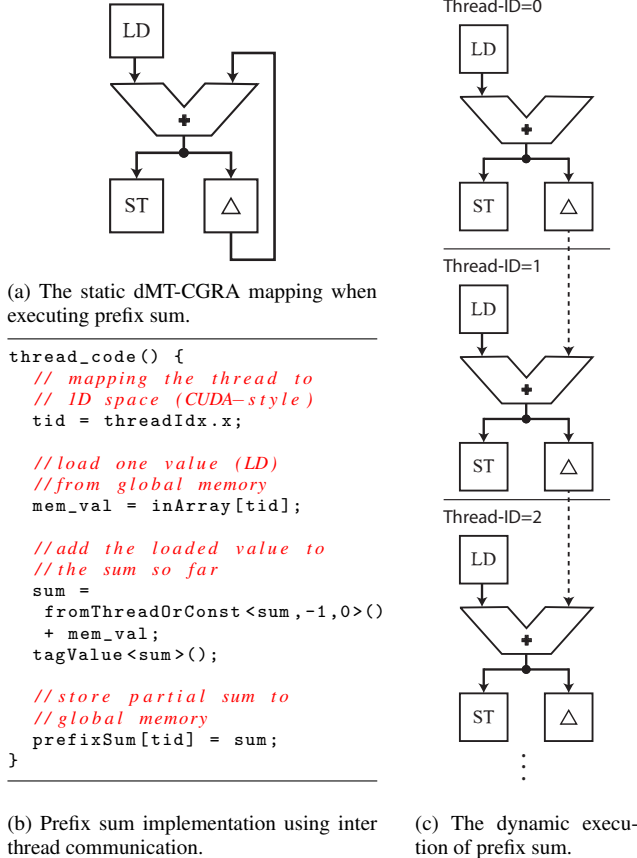 LD
+
ST
△
(a) The static dMT-CGRA mapping when
executing prefix sum.
thread_code() {
// mapping the thread to
// 1D space (CUDA-style)
tid = threadIdx.x;
//load one value (LD)
//from global memory
mem_val = inArray[tid];
//add the loaded value to
//the sum so far
sum =
fromThreadOrConst<sum,-1,0>()
+ mem_val;
tagValue<sum>();
//store partial sum to
//global memory
prefixSum[tid] = sum;
}
(b) Prefix sum implementation using inter
thread communication.
Thread-ID=0
LD
+
ST
△
Thread-ID=1
LD
+
ST
△
Thread-ID=2
LD
+
ST
△
⋮
(c) The dynamic execu-
tion of prefix sum.